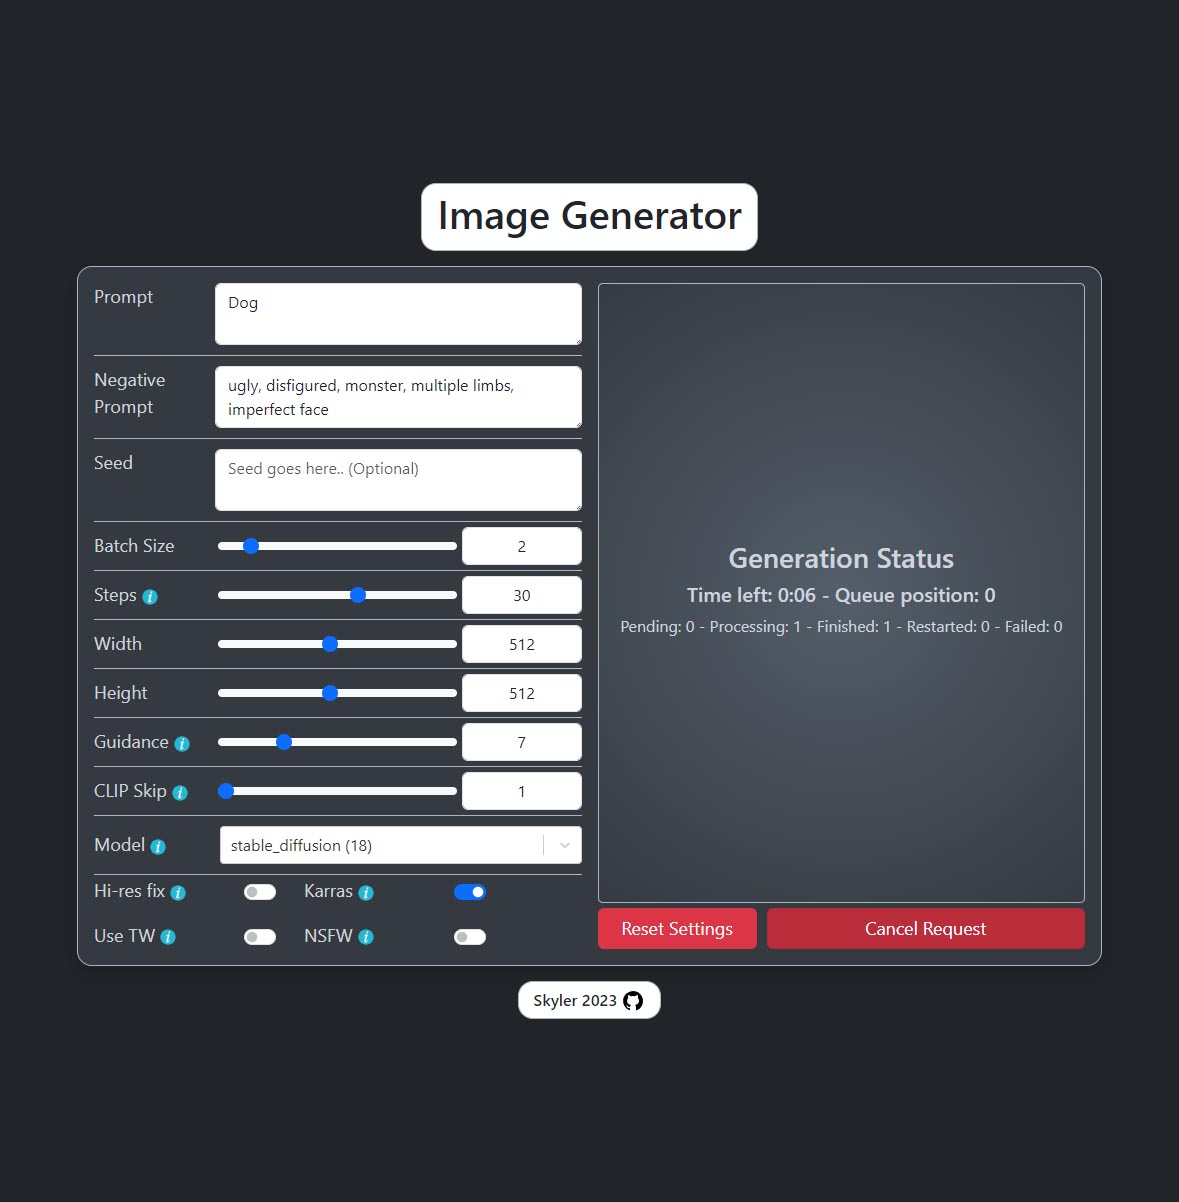 Image Generator
Prompt
Dog
Negative
Prompt
ugly, disfigured, monster, multiple limbs,
imperfect face
Seed
Seed goes here.. (Optional)
Batch Size
2
Steps i
30
Width
512
Height
512
Guidance i
7
CLIP Skip i
1
Model i
stable_diffusion (18)
Hi-res fix i
Karras i
Use TW i
NSFW i
Generation Status
Time left: 0:06 - Queue position: 0
Pending: 0 - Processing: 1 - Finished: 1 - Restarted: 0 - Failed: 0
Reset Settings
Cancel Request
Skyler 2023